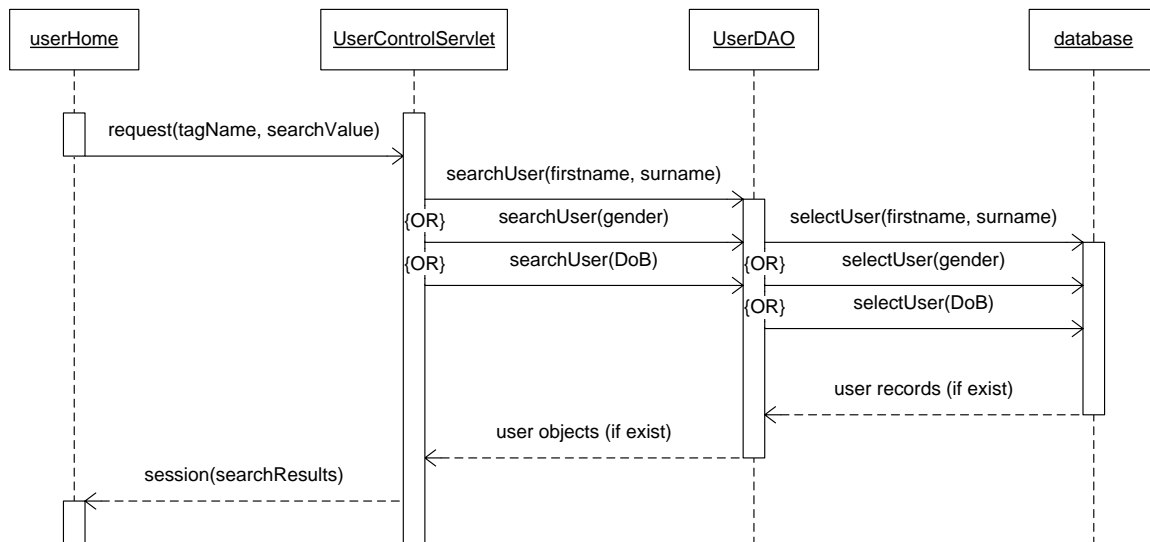 userHome
UserControlServlet
UserDAO
database
request(tagName, searchValue)
searchUser(firstname, surname)
{OR}
searchUser(gender)
selectUser(firstname, surname)
{OR}
searchUser(DoB)
{OR}
selectUser(gender)
{OR}
selectUser(DoB)
user records (if exist)
user objects (if exist)
session(searchResults)